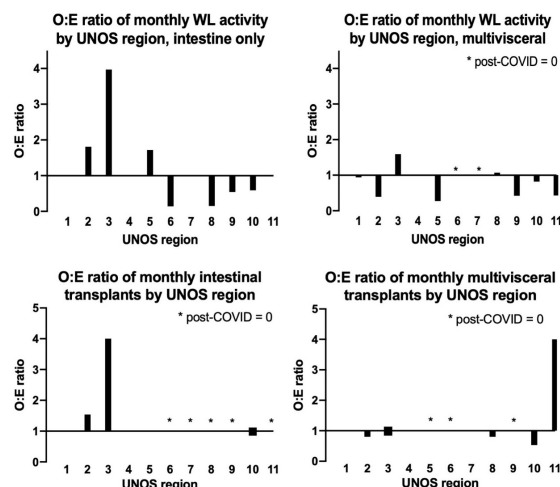 O:E ratio of monthly WL activity
by UNOS region, intestine only
O:E ratio
4
3
2
1
0
1 2 3 4 5 6 7 8 9 10 11
UNOS region
O:E ratio of monthly WL activity
by UNOS region, multivisceral
* post-COVID = 0
O:E ratio
4
3
2
1
0
* *
1 2 3 4 5 6 7 8 9 10 11
UNOS region
O:E ratio of monthly intestinal
transplants by UNOS region
* post-COVID = 0
O:E ratio
5
4
3
2
1
0
* * * * *
1 2 3 4 5 6 7 8 9 10 11
UNOS region
O:E ratio of monthly multivisceral
transplants by UNOS region
* post-COVID = 0
O:E ratio
5
4
3
2
1
0
* * *
1 2 3 4 5 6 7 8 9 10 11
UNOS region